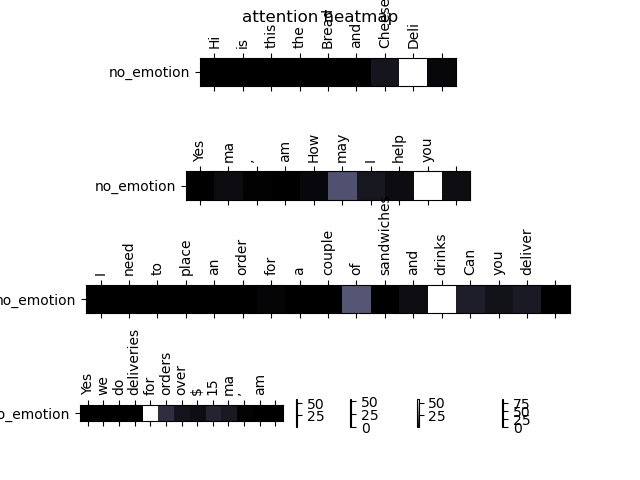 attention heatmap
Hi is this the Bread and Cheese Deli
no_emotion
Yes ma , am How may I help you
no_emotion
I need to place an order for a couple of sandwiches and drinks Can you deliver
no_emotion
Yes we do deliveries for orders over $ 15 ma , am
o_emotion
50 25
50 25 0
50 25
75 50 25 0